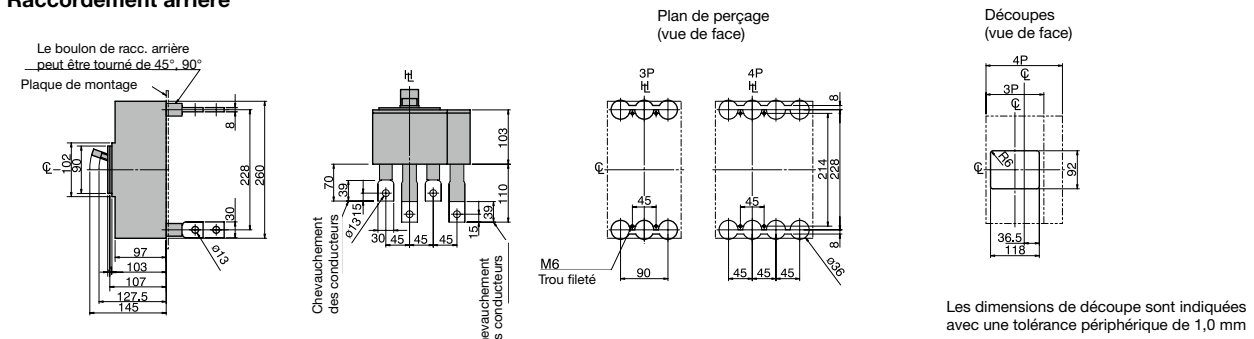 Raccordement arrière
Le boulon de racc. arrière
peut être tourné de 45°, 90°
Plaque de montage
8
102
90
228
260
30
ø13
97
103
107
127.5
145
103
70
39
15
110
39
15
ø13
30
45
45
45
Chevauchement
des conducteurs
Plan de perçage
(vue de face)
3P
4P
8
214
228
45
45
8
M6
Trou fileté
90
45
45
45
ø36
Découpes
(vue de face)
4P
3P
R6
92
36.5
118
Les dimensions de découpe sont indiquées
avec une tolérance périphérique de 1,0 mm